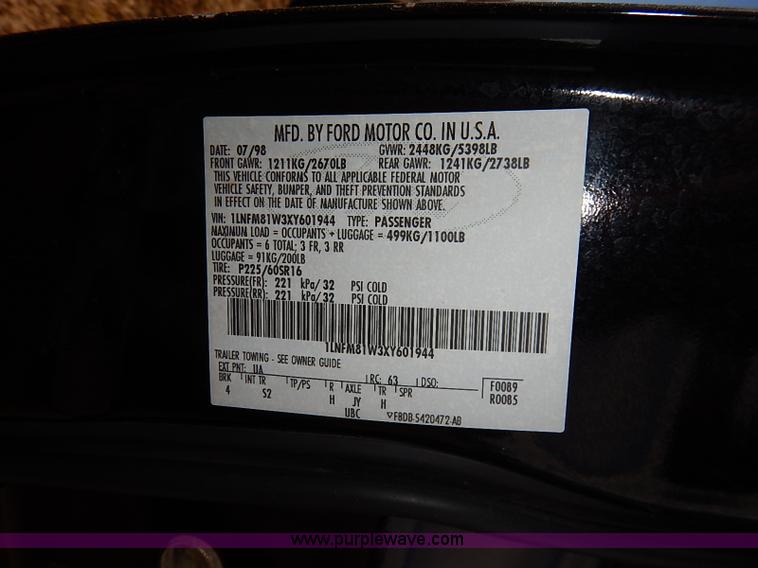 MFD. BY FORD MOTOR CO. IN U.S.A.
DATE: 07/98 GVWR: 2448KG/5398LB
FRONT GAWR: 1211KG/2670LB REAR GAWR: 1241KG/2738LB
THIS VEHICLE CONFORMS TO ALL APPLICABLE FEDERAL MOTOR
VEHICLE SAFETY, BUMPER, AND THEFT PREVENTION STANDARDS
IN EFFECT ON THE DATE OF MANUFACTURE SHOWN ABOVE.
VIN: 1LNFM81W3XY601944 TYPE: PASSENGER
MAXIMUM LOAD = OCCUPANTS + LUGGAGE = 499KG/1100LB
OCCUPANTS = 6 TOTAL; 3 FR, 3 RR
LUGGAGE = 91KG/200LB
TIRE: P225/60SR16
PRESSURE(FR): 221 kPa/32 PSI COLD
PRESSURE(RR): 221 kPa/32 PSI COLD
1LNFM81W3XY601944
TRAILER TOWING - SEE OWNER GUIDE
EXT PNT: UA RC: 63 DSO: F0089
BRK INT TR TP/PS R AXLE TR SPR R0085
4 S2 H JY H
UBC ▽F8DB-5420472-AB
www.purplewave.com